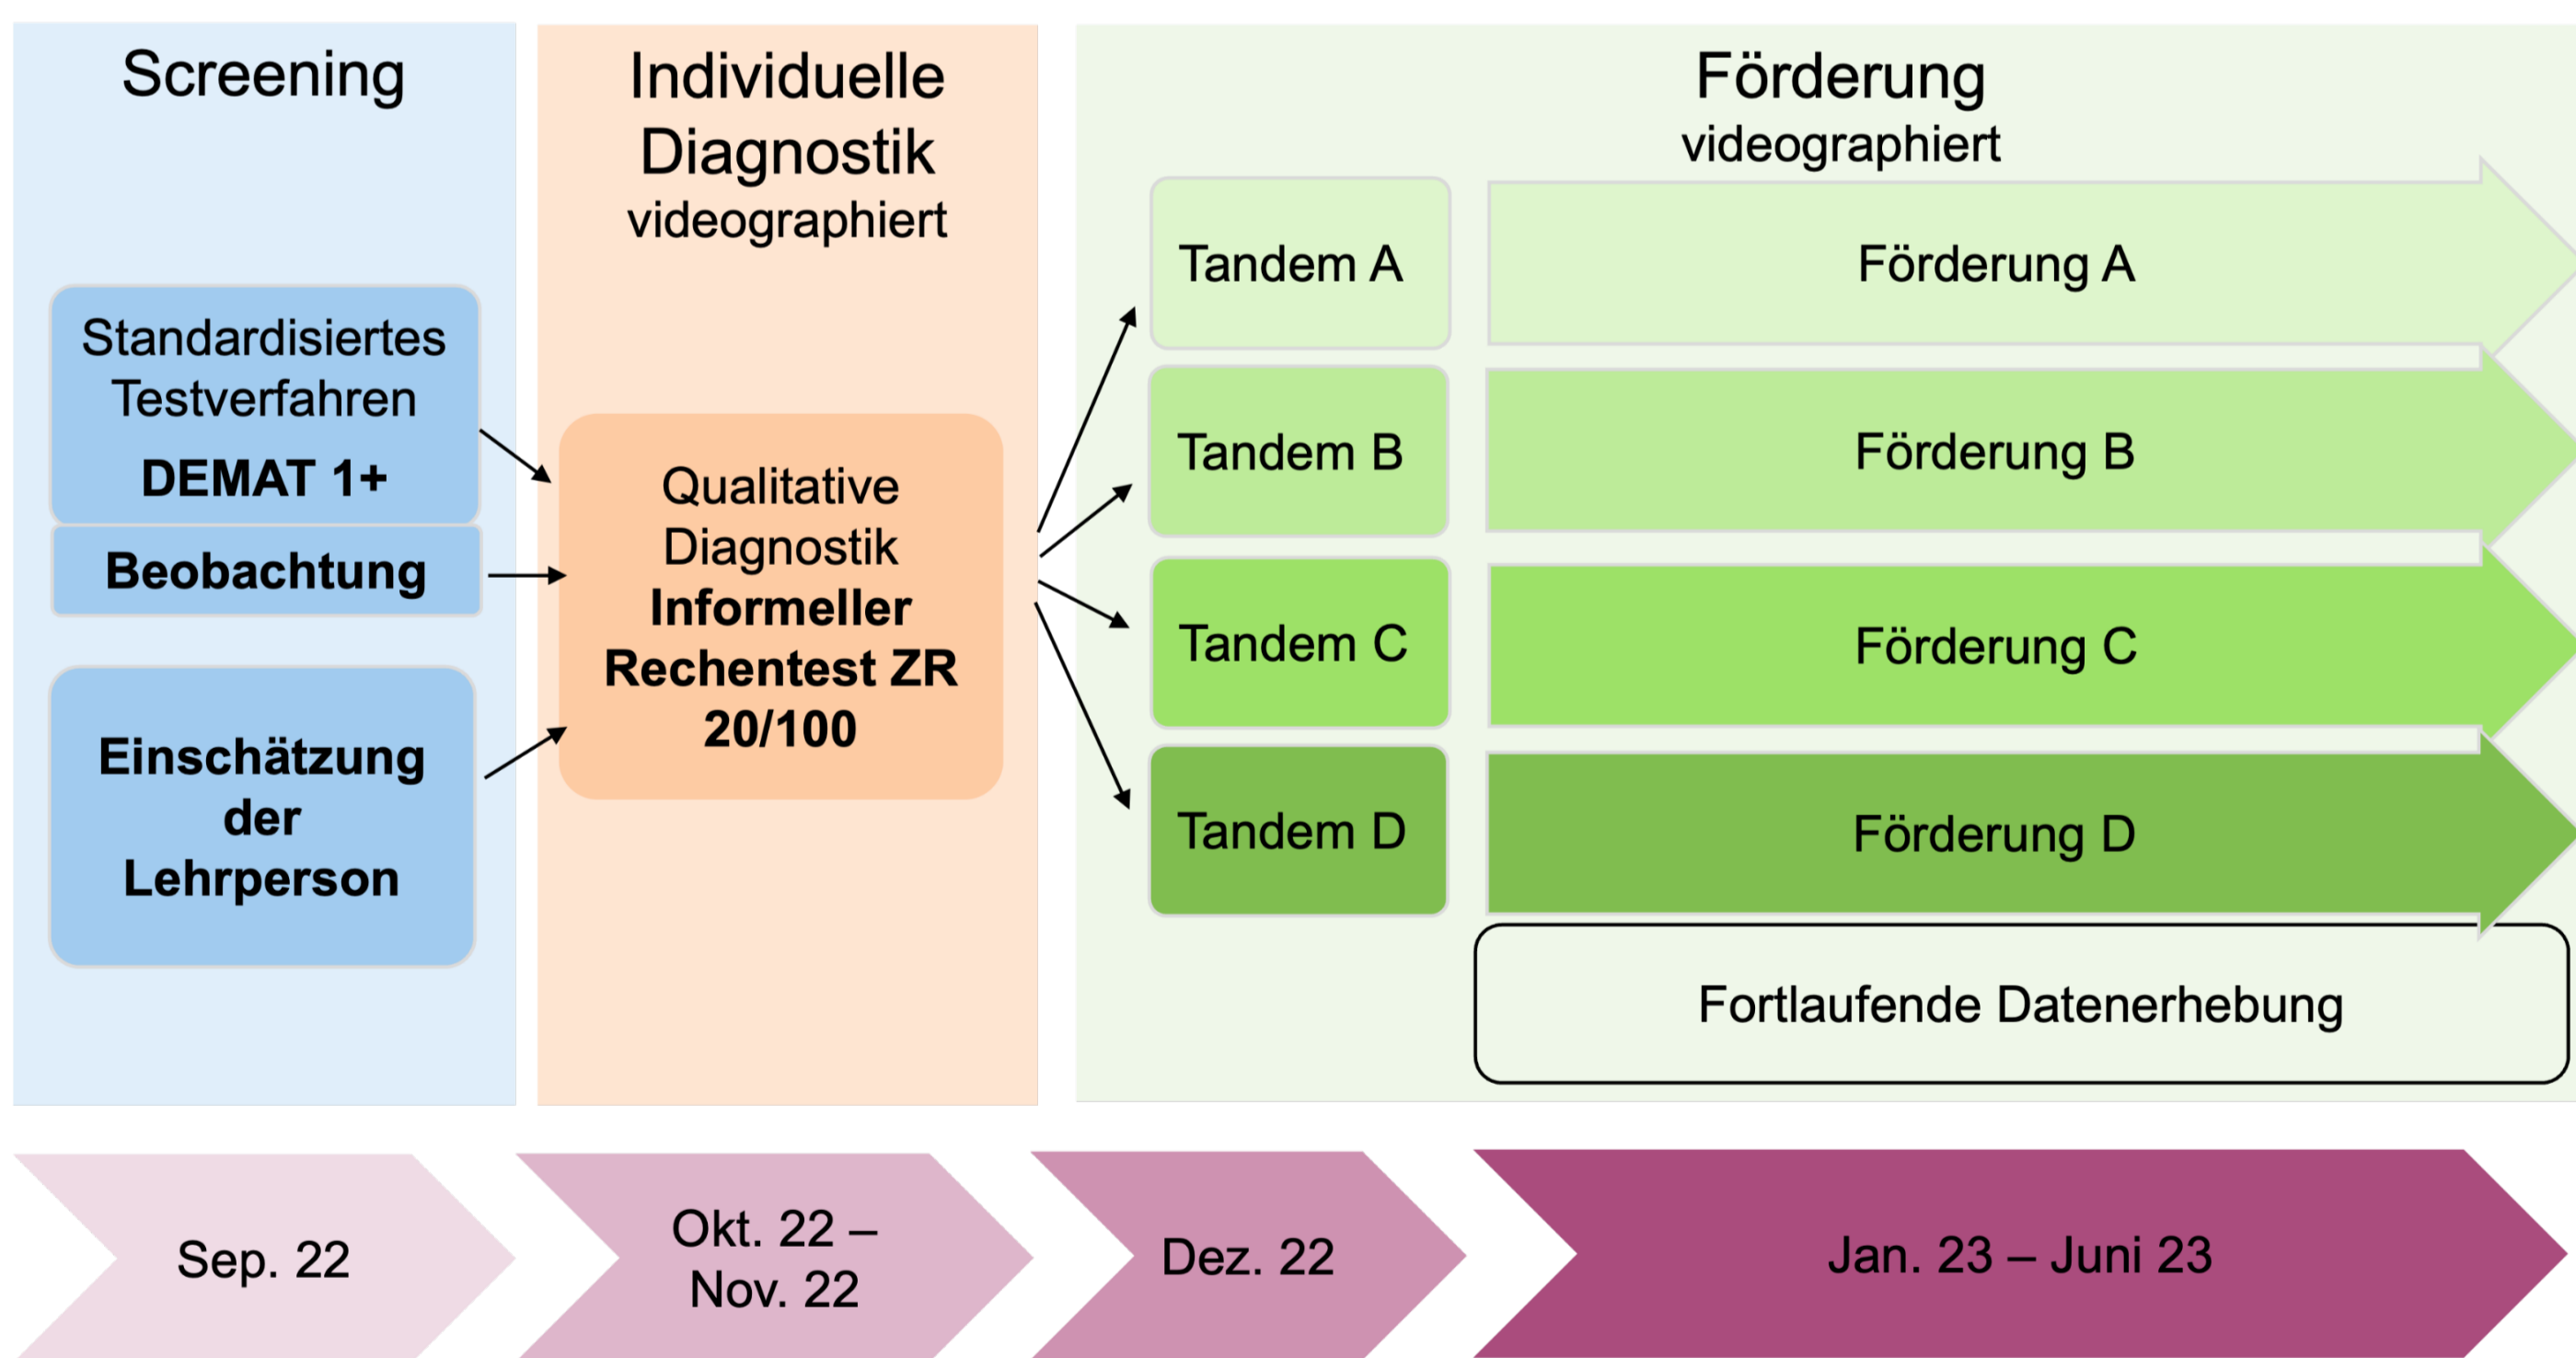 Screening
Standardisiertes
Testverfahren
DEMAT 1+
Beobachtung
Einschätzung
der
Lehrperson
Individuelle
Diagnostik
videographiert
Qualitative
Diagnostik
Informeller
Rechentest ZR
20/100
Förderung
videographiert
Tandem A
Förderung A
Tandem B
Förderung B
Tandem C
Förderung C
Tandem D
Förderung D
Fortlaufende Datenerhebung
Sep. 22
Okt. 22 –
Nov. 22
Dez. 22
Jan. 23 – Juni 23